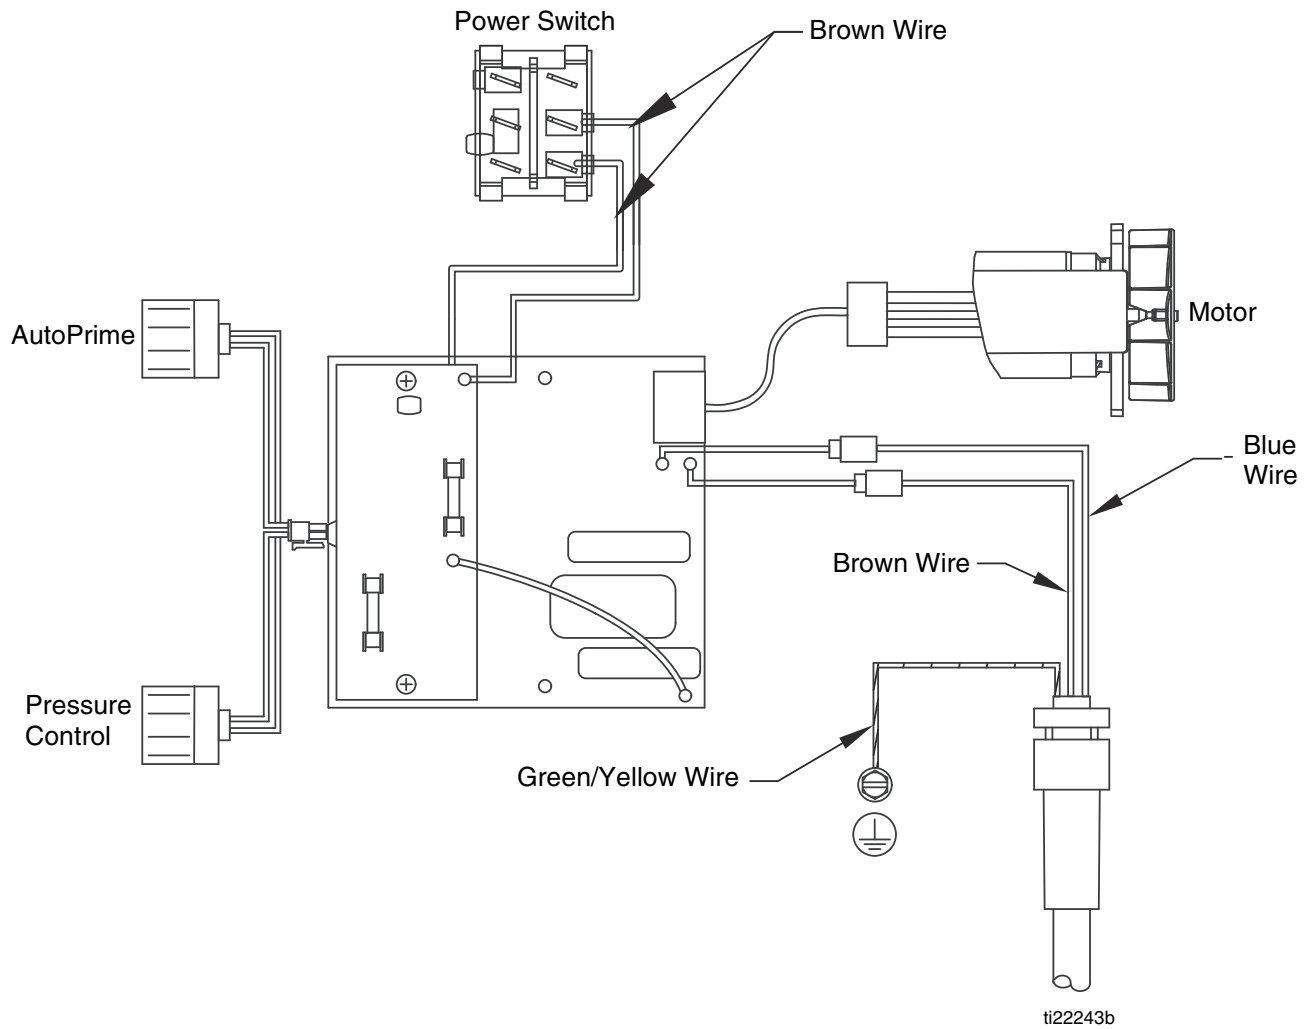 Power Switch
Brown Wire
AutoPrime
Motor
Blue
Wire
Brown Wire
Pressure
Control
Green/Yellow Wire
ti22243b